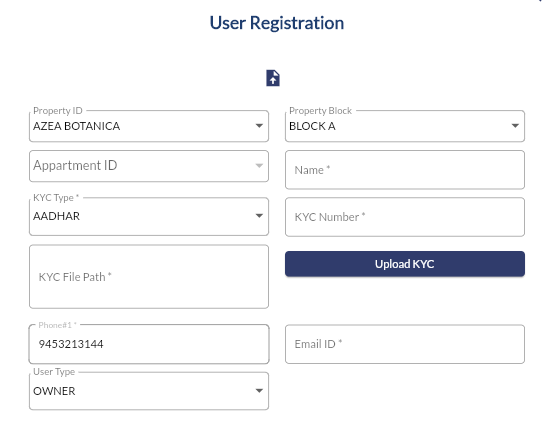 User Registration
Property ID
AZEA BOTANICA
Property Block
BLOCK A
Appartment ID
Name *
KYC Type *
AADHAR
KYC Number *
KYC File Path *
Upload KYC
Phone#1 *
9453213144
Email ID *
User Type
OWNER